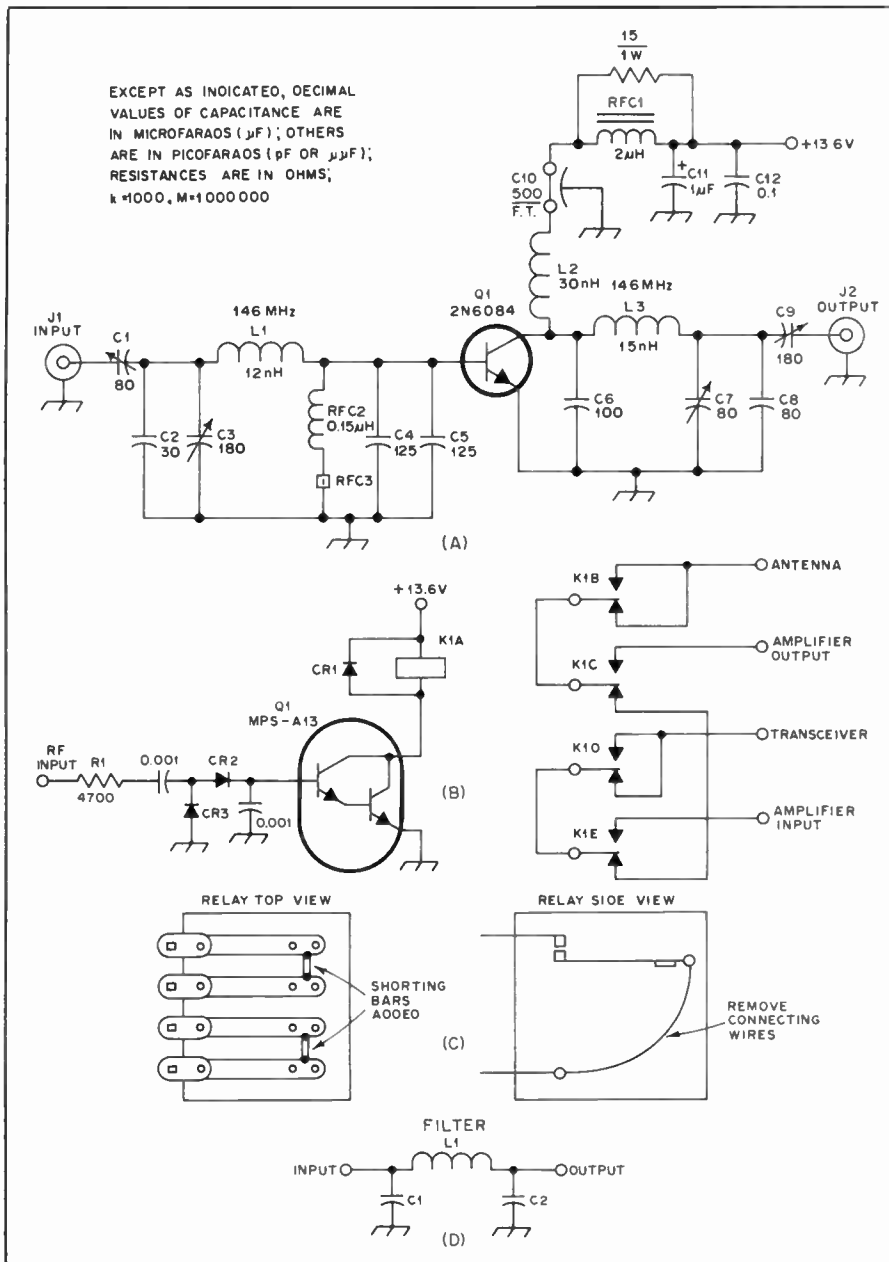 EXCEPT AS INDICATED, DECIMAL
VALUES OF CAPACITANCE ARE
IN MICROFARAOS (µF); OTHERS
ARE IN PICOFARAOS (pF OR µµF);
RESISTANCES ARE IN OHMS;
k=1000, M=1000000
15
1W
RFC1
2µH
+13.6V
C10
500
F.T.
+
C11
1µF
C12
0.1
L2
30nH
J1
INPUT
C1
80
146MHz
L1
12nH
Q1
2N6084
146MHz
L3
15nH
C9
180
J2
OUTPUT
C2
30
C3
180
RFC2
0.15µH
RFC3
C4
125
C5
125
C6
100
C7
80
C8
80
(A)
+13.6V
CR1
K1A
Q1
MPS-A13
RF
INPUT
R1
4700
0.001
CR2
CR3
0.001
(B)
K1B
ANTENNA
K1C
AMPLIFIER
OUTPUT
K1O
TRANSCEIVER
K1E
AMPLIFIER
INPUT
RELAY TOP VIEW
SHORTING
BARS
AOOEO
(C)
RELAY SIDE VIEW
REMOVE
CONNECTING
WIRES
FILTER
L1
INPUT
OUTPUT
C1
C2
(D)